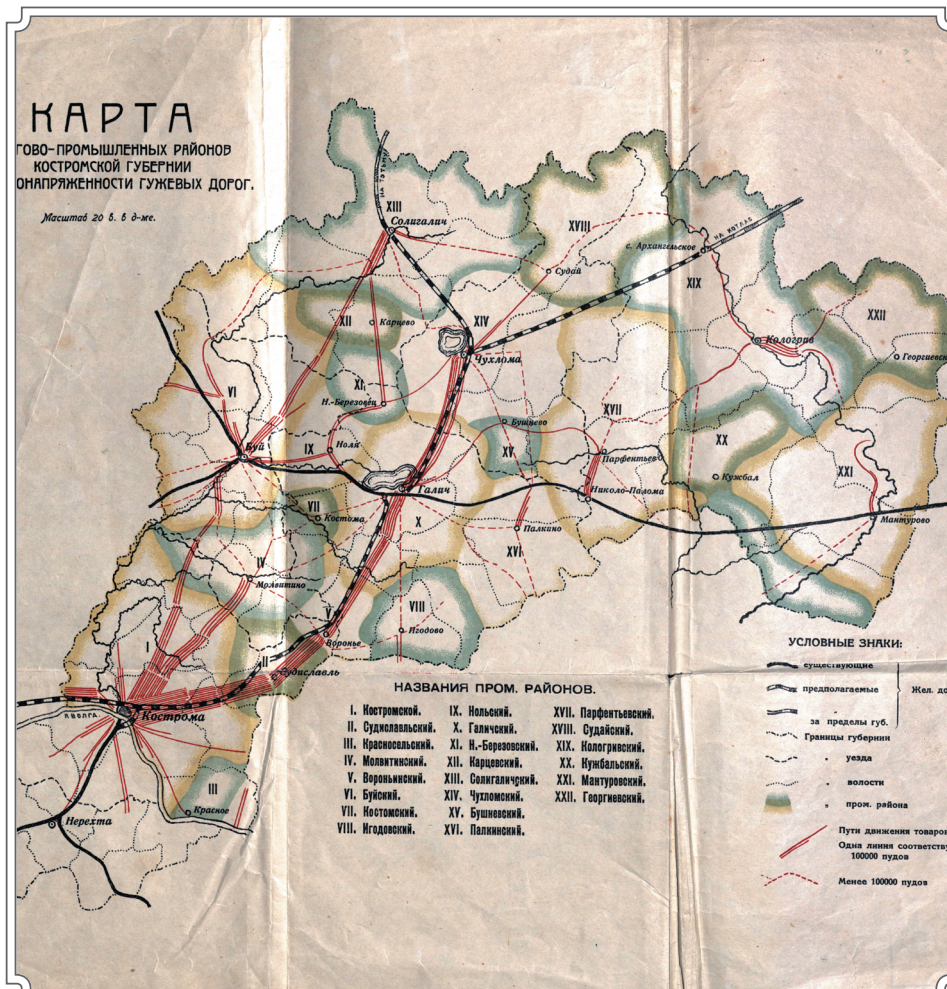 КАРТА
ГОВО-ПРОМЫШЛЕННЫХ РАЙОНОВ
КОСТРОМСКОЙ ГУБЕРНИИ
ОНАПРЯЖЕННОСТИ ГУЖЕВЫХ ДОРОГ.
Масштаб 20 в. в д-ме.
НА ТОТЬМУ
XIII
Солигалич
XVIII
Судай
НА КОТЛАС
с. Архангельское
XIX
XII
Карцево
XIV
Чухлома
Кологрив
XXII
Георгиевск
VI
XI
Н.-Березовец
Буй
IX
Ноля
Бушнево
XV
XVII
Парфентьево
XX
Кужбал
XXI
Галич
Николо-Палома
Мантурово
VII
Костома
X
Палкино
XVI
IV
Молвитино
VIII
Игодово
V
Воронье
I
II
Судиславль
Р. ВОЛГА.
Кострома
III
Красное
Нерехта
НАЗВАНИЯ ПРОМ. РАЙОНОВ.
I. Костромской.
II. Судиславльский.
III. Красносельский.
IV. Молвитинский.
V. Вороньинский.
VI. Буйский.
VII. Костомский.
VIII. Игодовский.
IX. Нольский.
X. Галичский.
XI. Н.-Березовский.
XII. Карцевский.
XIII. Солигаличский.
XIV. Чухломский.
XV. Бушневский.
XVI. Палкинский.
XVII. Парфентьевский.
XVIII. Судайский.
XIX. Кологривский.
XX. Кужбальский.
XXI. Мантуровский.
XXII. Георгиевский.
УСЛОВНЫЕ ЗНАКИ:
существующие
предполагаемые
Жел. до
" за пределы губ.
Границы губернии
" уезда
" волости
" пром. района
Пути движения товаров
Одна линия соответству
100000 пудов
Менее 100000 пудов